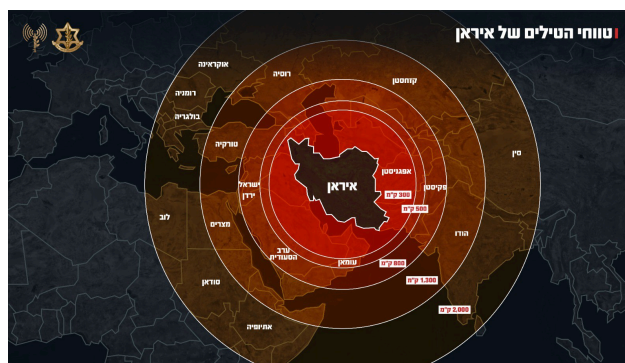 טווחי הטילים של איראן
אוקראינה
רוסיה
קזחסטן
רומניה
בולגריה
טורקיה
סין
אפגניסטן
פקיסטן
איראן
ישראל
ירדן
300 ק"מ
500 ק"מ
לוב
מצרים
הודו
ערב
הסעודית
עומאן
800 ק"מ
סודאן
1,300 ק"מ
2,000 ק"מ
אתיופיה